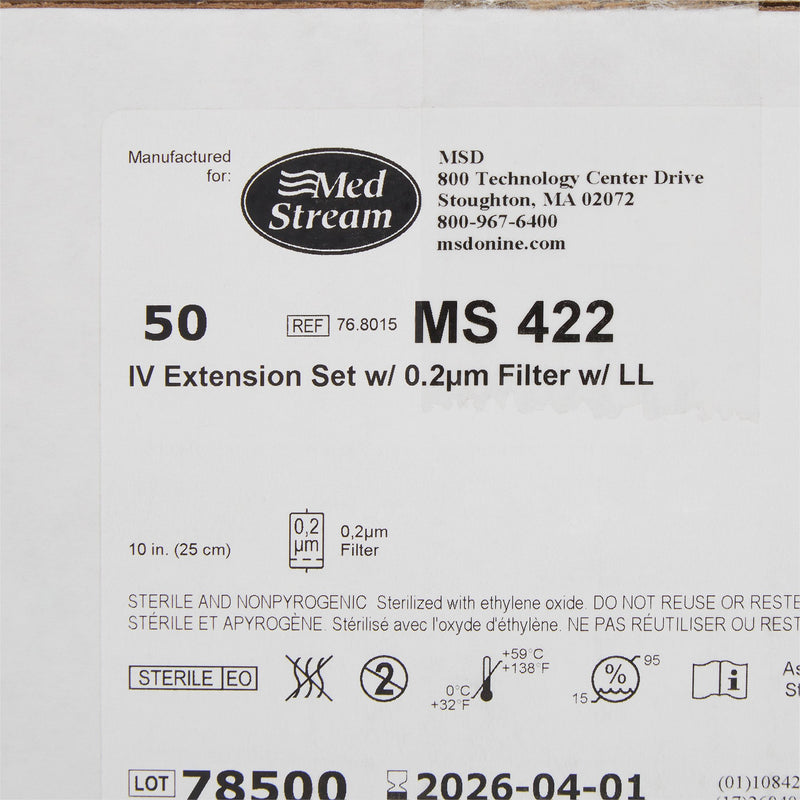 Manufactured
for:
Med
Stream
MSD
800 Technology Center Drive
Stoughton, MA 02072
800-967-6400
msdonine.com
50 REF 76.8015 MS 422
IV Extension Set w/ 0.2µm Filter w/ LL
10 in. (25 cm)
0,2
µm
0,2µm
Filter
STERILE AND NONPYROGENIC Sterilized with ethylene oxide. DO NOT REUSE OR RESTE
STÉRILE ET APYROGÈNE. Stérilisé avec l'oxyde d'éthylène. NE PAS RÉUTILISER OU REST
STERILE EO
2
+59°C
+138°F
0°C
+32°F
%
95
15
i
As
St
LOT 78500 2026-04-01
(01)10842